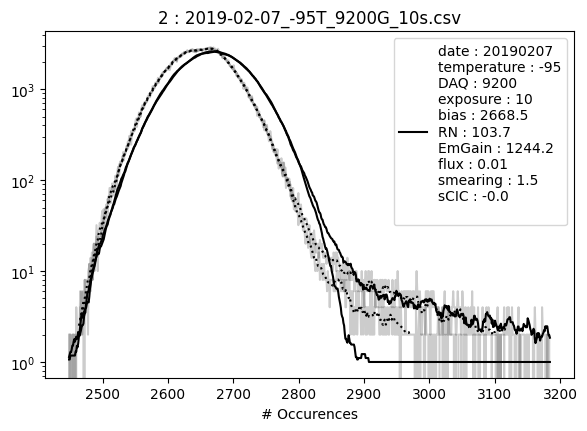 2 : 2019-02-07_-95T_9200G_10s.csv
date : 20190207
temperature : -95
DAQ : 9200
exposure : 10
bias : 2668.5
RN : 103.7
EmGain : 1244.2
flux : 0.01
smearing : 1.5
sCIC : -0.0
10³
10²
10¹
10⁰
2500 2600 2700 2800 2900 3000 3100 3200
# Occurences